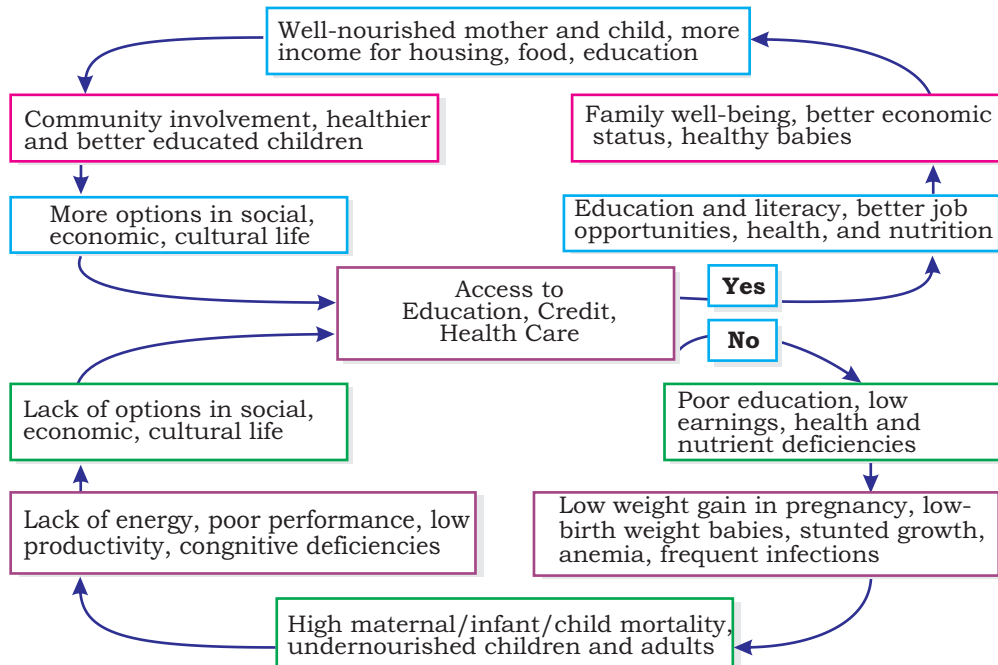 Well-nourished mother and child, more
income for housing, food, education
Community involvement, healthier
and better educated children
Family well-being, better economic
status, healthy babies
More options in social,
economic, cultural life
Education and literacy, better job
opportunities, health, and nutrition
Access to
Education, Credit,
Health Care
Yes
No
Lack of options in social,
economic, cultural life
Poor education, low
earnings, health and
nutrient deficiencies
Lack of energy, poor performance, low
productivity, congnitive deficiencies
Low weight gain in pregnancy, low-
birth weight babies, stunted growth,
anemia, frequent infections
High maternal/infant/child mortality,
undernourished children and adults